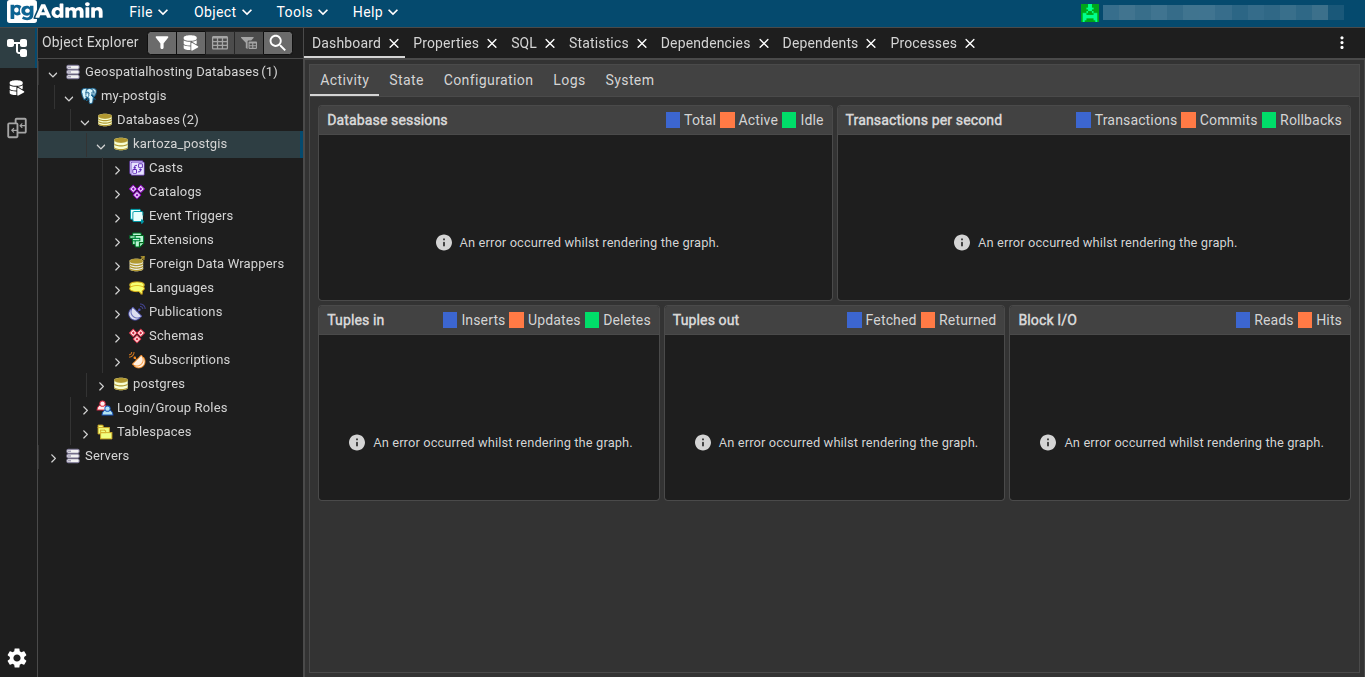 pgAdmin File Object Tools Help
Object Explorer
Dashboard Properties SQL Statistics Dependencies Dependents Processes
Geospatialhosting Databases (1)
my-postgis
Databases (2)
kartoza_postgis
Casts
Catalogs
Event Triggers
Extensions
Foreign Data Wrappers
Languages
Publications
Schemas
Subscriptions
postgres
Login/Group Roles
Tablespaces
Servers
Activity State Configuration Logs System
Database sessions Total Active Idle
An error occurred whilst rendering the graph.
Transactions per second Transactions Commits Rollbacks
An error occurred whilst rendering the graph.
Tuples in Inserts Updates Deletes
An error occurred whilst rendering the graph.
Tuples out Fetched Returned
An error occurred whilst rendering the graph.
Block I/O Reads Hits
An error occurred whilst rendering the graph.